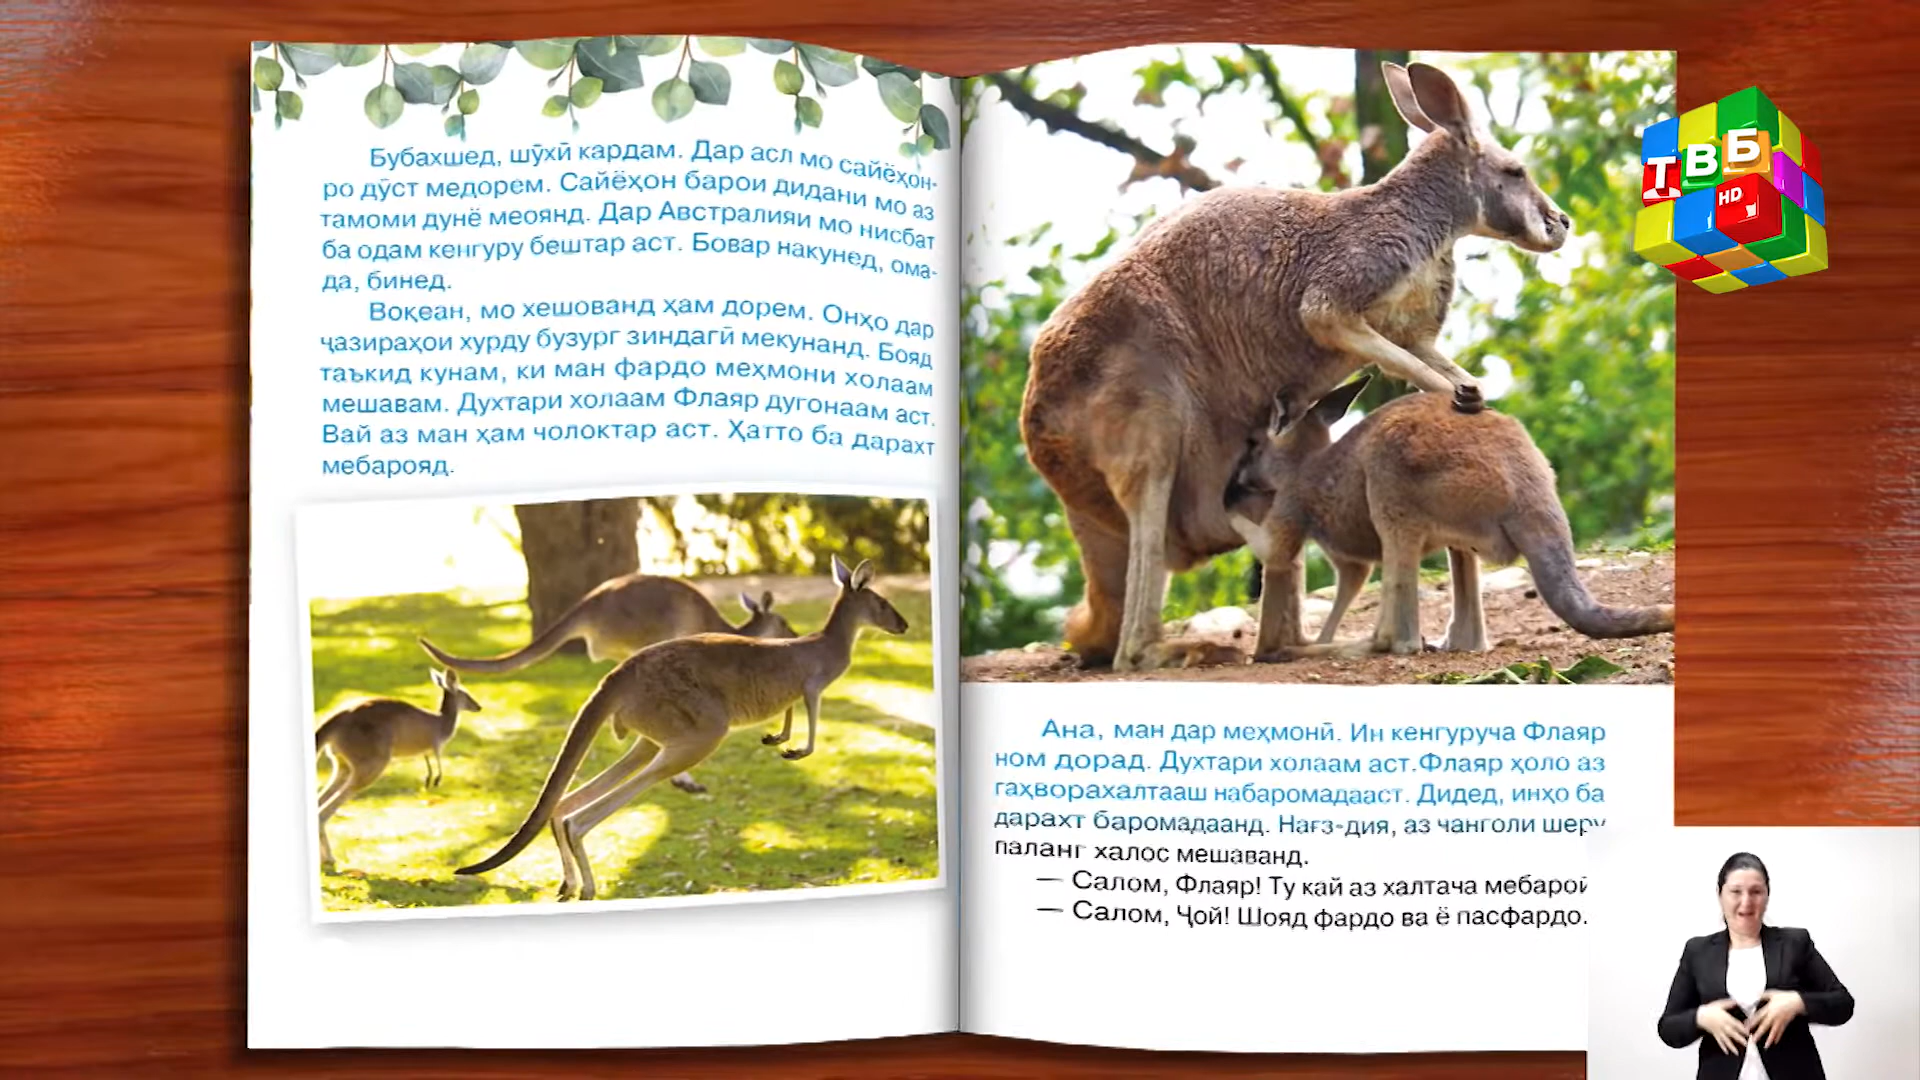 Бубахшед, шӯхӣ кардам. Дар асл мо сайёҳон-
ро дӯст медорем. Сайёҳон барои дидани мо аз
тамоми дунё меоянд. Дар Австралияи мо нисбат
ба одам кенгуру бештар аст. Бовар накунед, ома-
да, бинед.
Воқеан, мо хешованд ҳам дорем. Онҳо дар
ҷазираҳои хурду бузург зиндагӣ мекунанд. Бояд
таъкид кунам, ки ман фардо меҳмони холаам
мешавам. Духтари холаам Флаяр дугонаам аст.
Вай аз ман ҳам чолоктар аст. Ҳатто ба дарахт
мебарояд.
Ана, ман дар меҳмонӣ. Ин кенгуруча Флаяр
ном дорад. Духтари холаам аст.Флаяр ҳоло аз
гаҳворахалтааш набаромадааст. Дидед, инҳо ба
дарахт баромадаанд. Нағз-дия, аз чанголи шеру
паланг халос мешаванд.
— Салом, Флаяр! Ту кай аз халтача
— Салом, Ҷой! Шояд фардо ва ё пасфардо.
ТВБ
HD